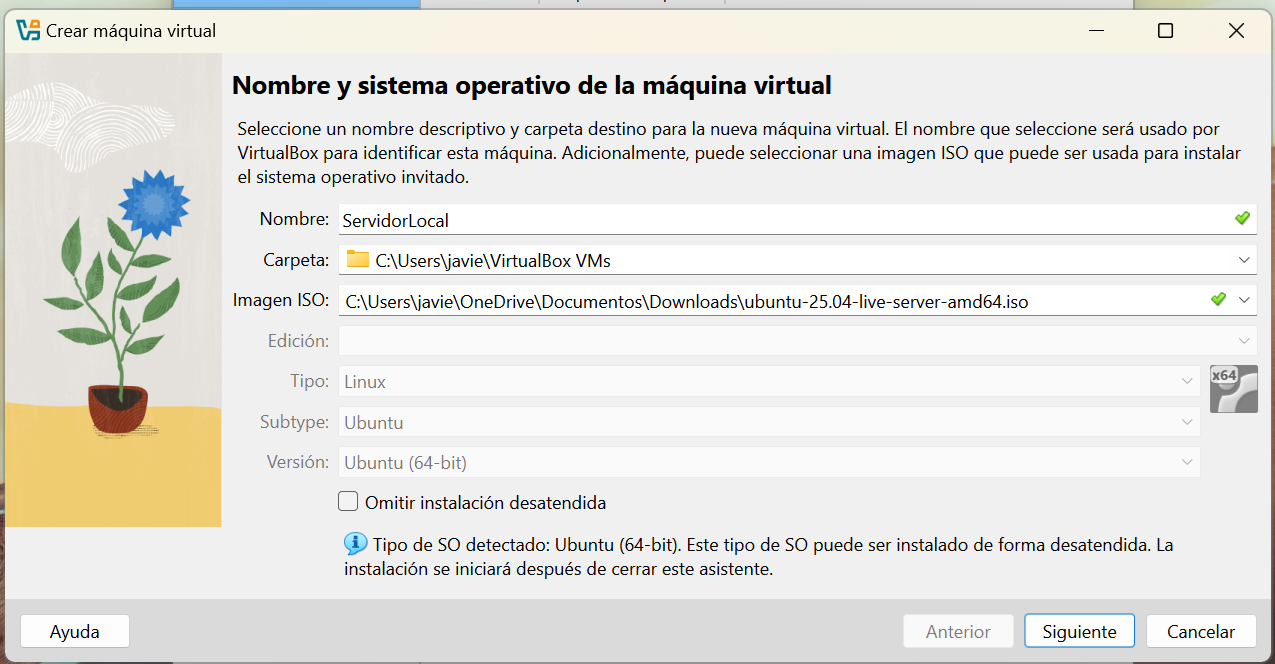 Crear máquina virtual
Nombre y sistema operativo de la máquina virtual
Seleccione un nombre descriptivo y carpeta destino para la nueva máquina virtual. El nombre que seleccione será usado por
VirtualBox para identificar esta máquina. Adicionalmente, puede seleccionar una imagen ISO que puede ser usada para instalar
el sistema operativo invitado.
Nombre: ServidorLocal
Carpeta: C:\Users\javie\VirtualBox VMs
Imagen ISO: C:\Users\javie\OneDrive\Documentos\Downloads\ubuntu-25.04-live-server-amd64.iso
Edición:
Tipo: Linux
x64
Subtype: Ubuntu
Versión: Ubuntu (64-bit)
Omitir instalación desatendida
Tipo de SO detectado: Ubuntu (64-bit). Este tipo de SO puede ser instalado de forma desatendida. La
instalación se iniciará después de cerrar este asistente.
Ayuda
Anterior
Siguiente
Cancelar